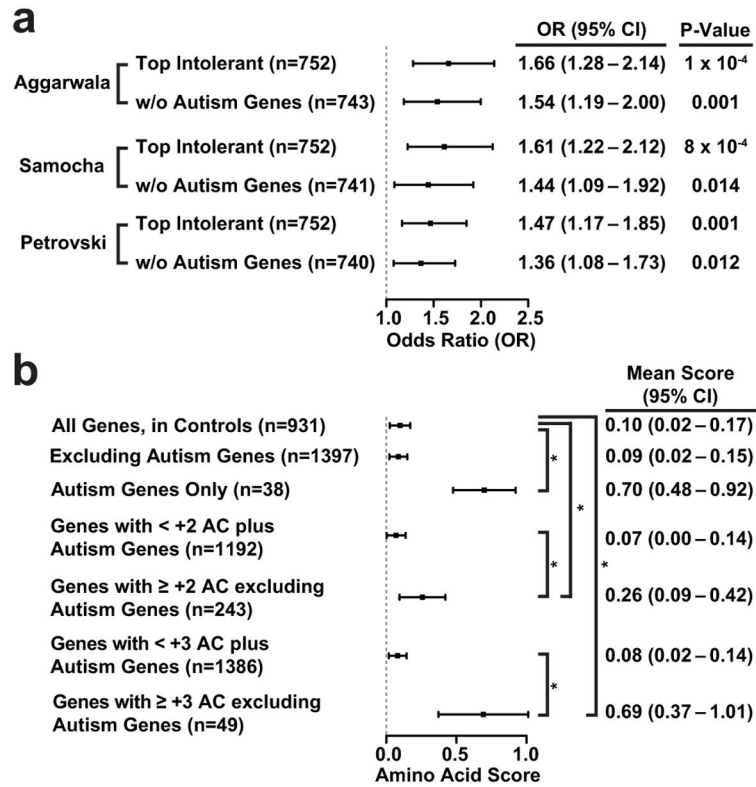 a
OR (95% CI) P-Value
Aggarwala
Top Intolerant (n=752) 1.66 (1.28 – 2.14) 1 x 10-4
w/o Autism Genes (n=743) 1.54 (1.19 – 2.00) 0.001
Samocha
Top Intolerant (n=752) 1.61 (1.22 – 2.12) 8 x 10-4
w/o Autism Genes (n=741) 1.44 (1.09 – 1.92) 0.014
Petrovski
Top Intolerant (n=752) 1.47 (1.17 – 1.85) 0.001
w/o Autism Genes (n=740) 1.36 (1.08 – 1.73) 0.012
1.0 1.5 2.0 2.5
Odds Ratio (OR)
b
Mean Score
(95% CI)
All Genes, in Controls (n=931) 0.10 (0.02 – 0.17)
Excluding Autism Genes (n=1397) 0.09 (0.02 – 0.15)
*
Autism Genes Only (n=38) 0.70 (0.48 – 0.92)
*
Genes with < +2 AC plus
Autism Genes (n=1192) 0.07 (0.00 – 0.14)
* *
Genes with ≥ +2 AC excluding
Autism Genes (n=243) 0.26 (0.09 – 0.42)
Genes with < +3 AC plus
Autism Genes (n=1386) 0.08 (0.02 – 0.14)
*
Genes with ≥ +3 AC excluding
Autism Genes (n=49) 0.69 (0.37 – 1.01)
0.0 0.5 1.0
Amino Acid Score